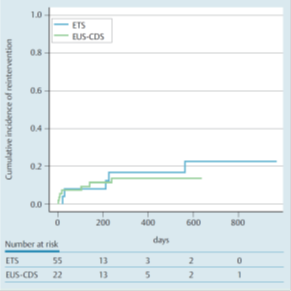 1.0
ETS
EUS-CDS
0.8
0.6
0.4
0.2
0.0
Cumulative incidence of reintervention
0 200 400 600 800
days
Number at risk
ETS 55 13 3 2 0
EUS-CDS 22 13 5 2 1